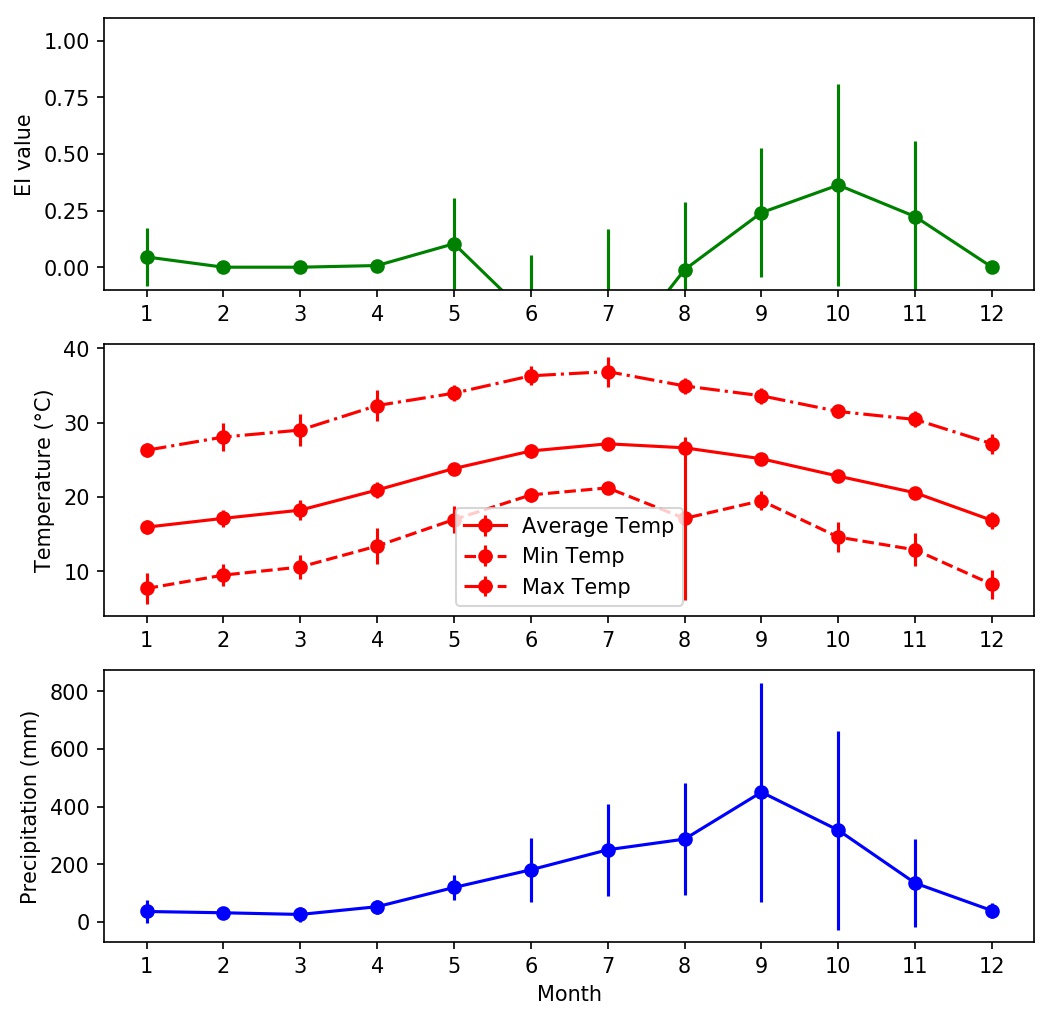 1.00
0.75
0.50
0.25
0.00
EI value
1 2 3 4 5 6 7 8 9 10 11 12
40
30
20
10
Temperature (°C)
Average Temp
Min Temp
Max Temp
1 2 3 4 5 6 7 8 9 10 11 12
800
600
400
200
0
Precipitation (mm)
1 2 3 4 5 6 7 8 9 10 11 12
Month